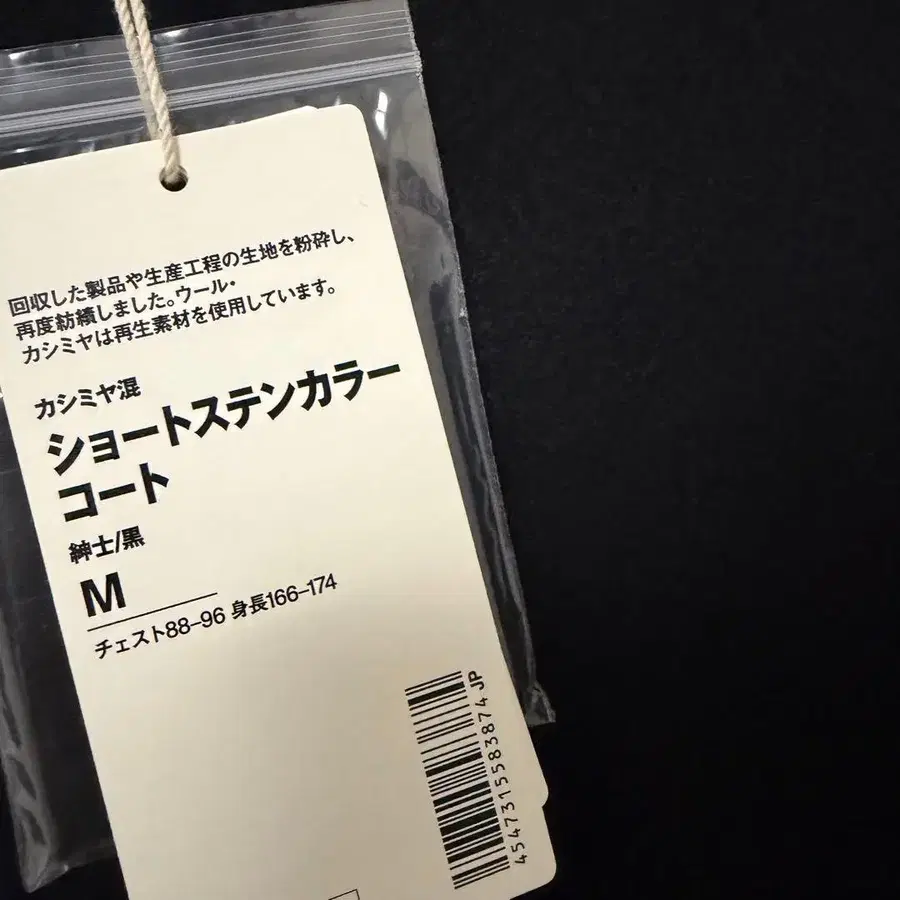 回収した製品や生産工程の生地を粉砕し、
再度紡績しました。ウール・
カシミヤは再生素材を使用しています。
カシミヤ混
ショートステンカラー
コート
紳士/黒
M
チェスト88–96 身長166–174
4547315583874 JP